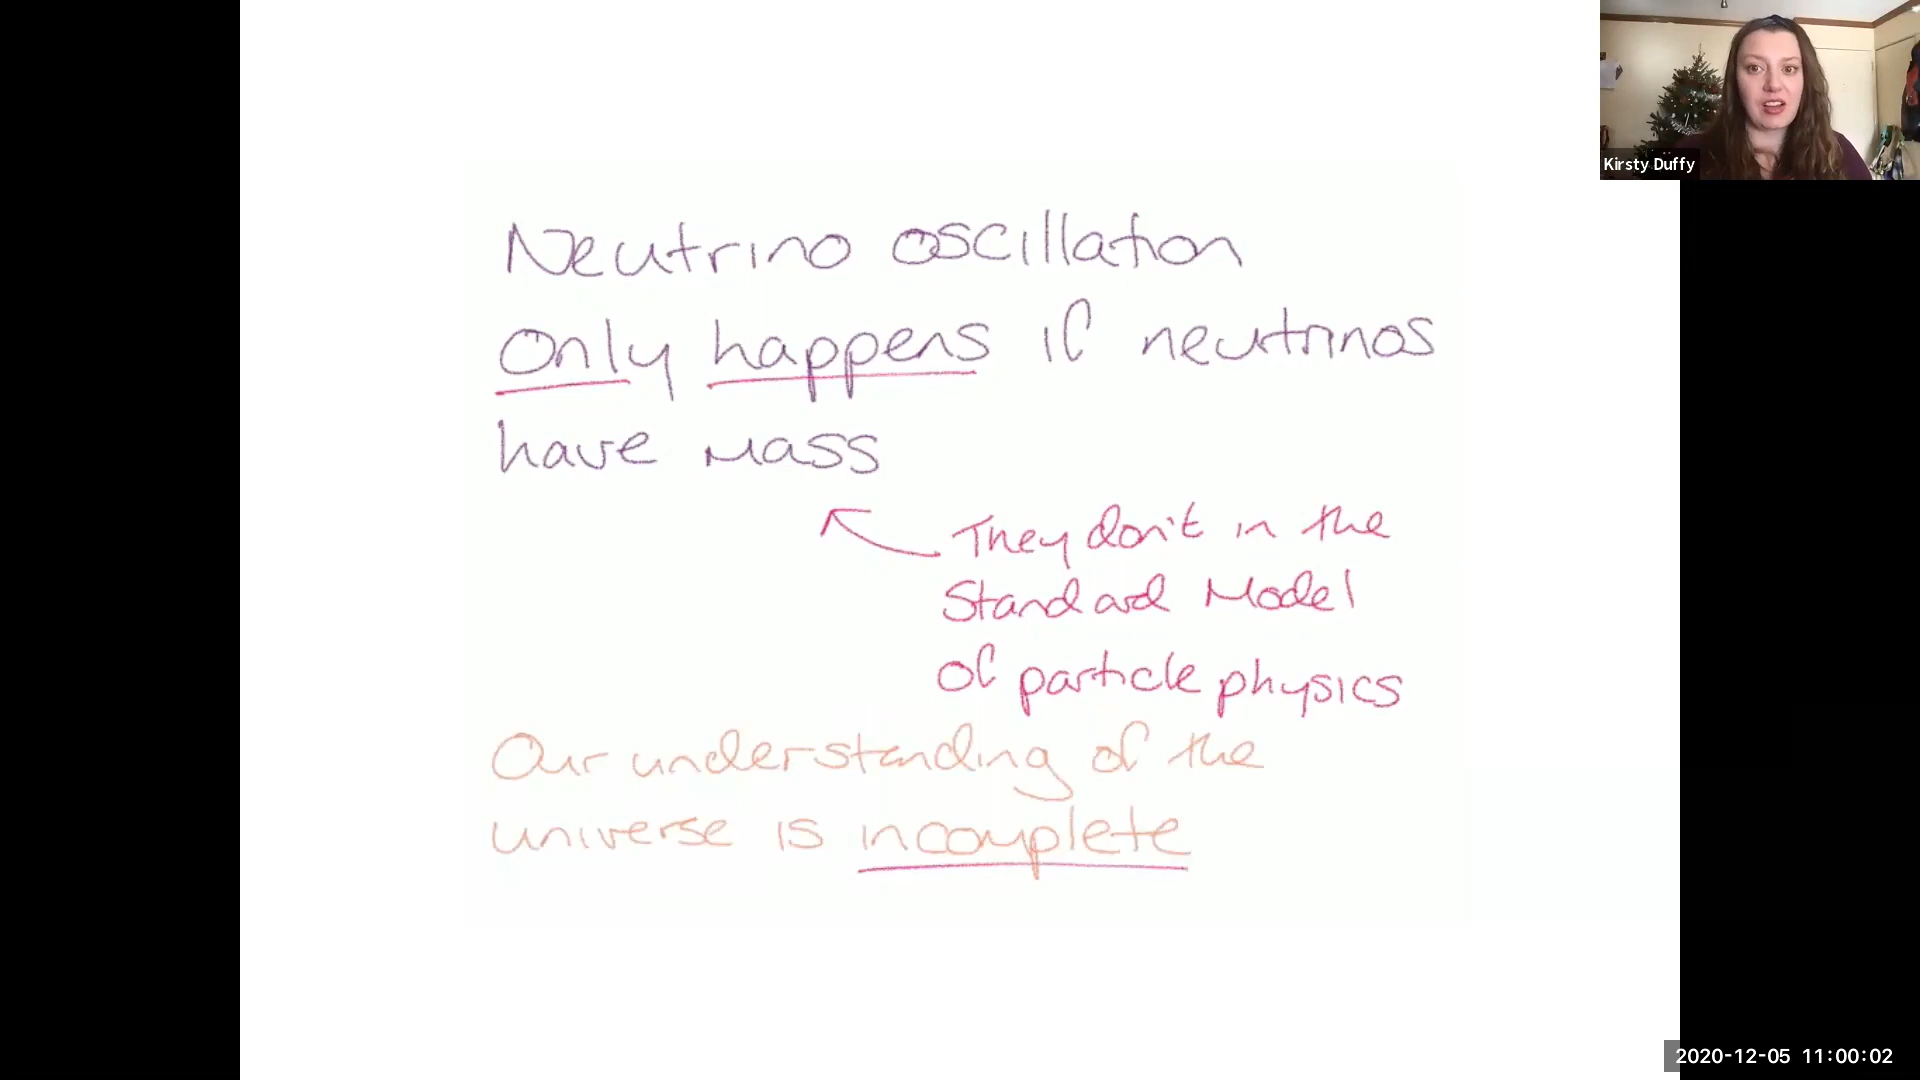 Kirsty Duffy
Neutrino oscillation
Only happens if neutrinos
have mass
They don't in the
Standard Model
of particle physics
Our understanding of the
universe is incomplete
2020-12-05 11:00:02